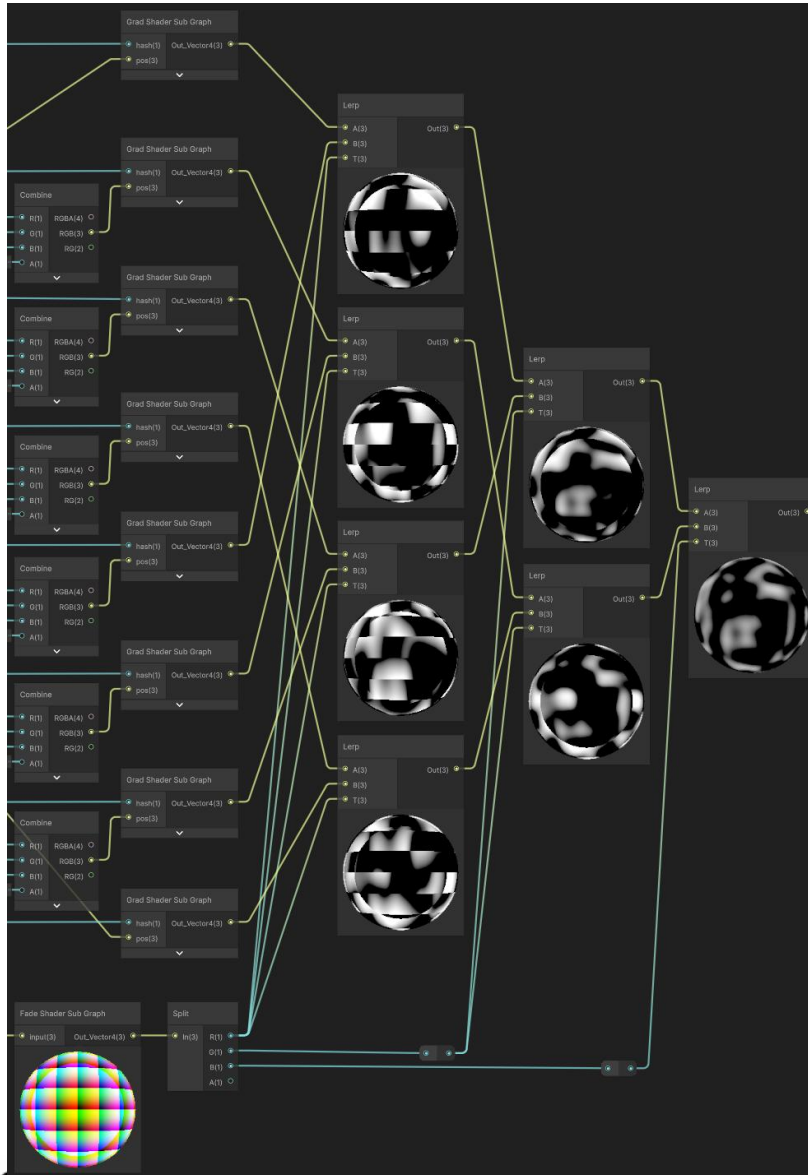 Grad Shader Sub Graph
hash(1) Out_Vector4(3)
pos(3)
Lerp
A(3) Out(3)
B(3)
T(3)
Grad Shader Sub Graph
hash(1) Out_Vector4(3)
pos(3)
Combine
R(1) RGBA(4)
G(1) RGB(3)
B(1) RG(2)
A(1)
Grad Shader Sub Graph
hash(1) Out_Vector4(3)
pos(3)
Combine
R(1) RGBA(4)
G(1) RGB(3)
B(1) RG(2)
A(1)
Lerp
A(3) Out(3)
B(3)
T(3)
Grad Shader Sub Graph
hash(1) Out_Vector4(3)
pos(3)
Combine
R(1) RGBA(4)
G(1) RGB(3)
B(1) RG(2)
A(1)
Lerp
A(3) Out(3)
B(3)
T(3)
Grad Shader Sub Graph
hash(1) Out_Vector4(3)
pos(3)
Combine
R(1) RGBA(4)
G(1) RGB(3)
B(1) RG(2)
A(1)
Lerp
A(3) Out(3)
B(3)
T(3)
Lerp
A(3) Out(3)
B(3)
T(3)
Grad Shader Sub Graph
hash(1) Out_Vector4(3)
pos(3)
Combine
R(1) RGBA(4)
G(1) RGB(3)
B(1) RG(2)
A(1)
Lerp
A(3) Out(3)
B(3)
T(3)
Grad Shader Sub Graph
hash(1) Out_Vector4(3)
pos(3)
Combine
R(1) RGBA(4)
G(1) RGB(3)
B(1) RG(2)
A(1)
Lerp
A(3) Out(3)
B(3)
T(3)
Grad Shader Sub Graph
hash(1) Out_Vector4(3)
pos(3)
Fade Shader Sub Graph
input(3) Out_Vector4(3)
Split
In(3) R(1)
G(1)
B(1)
A(1)